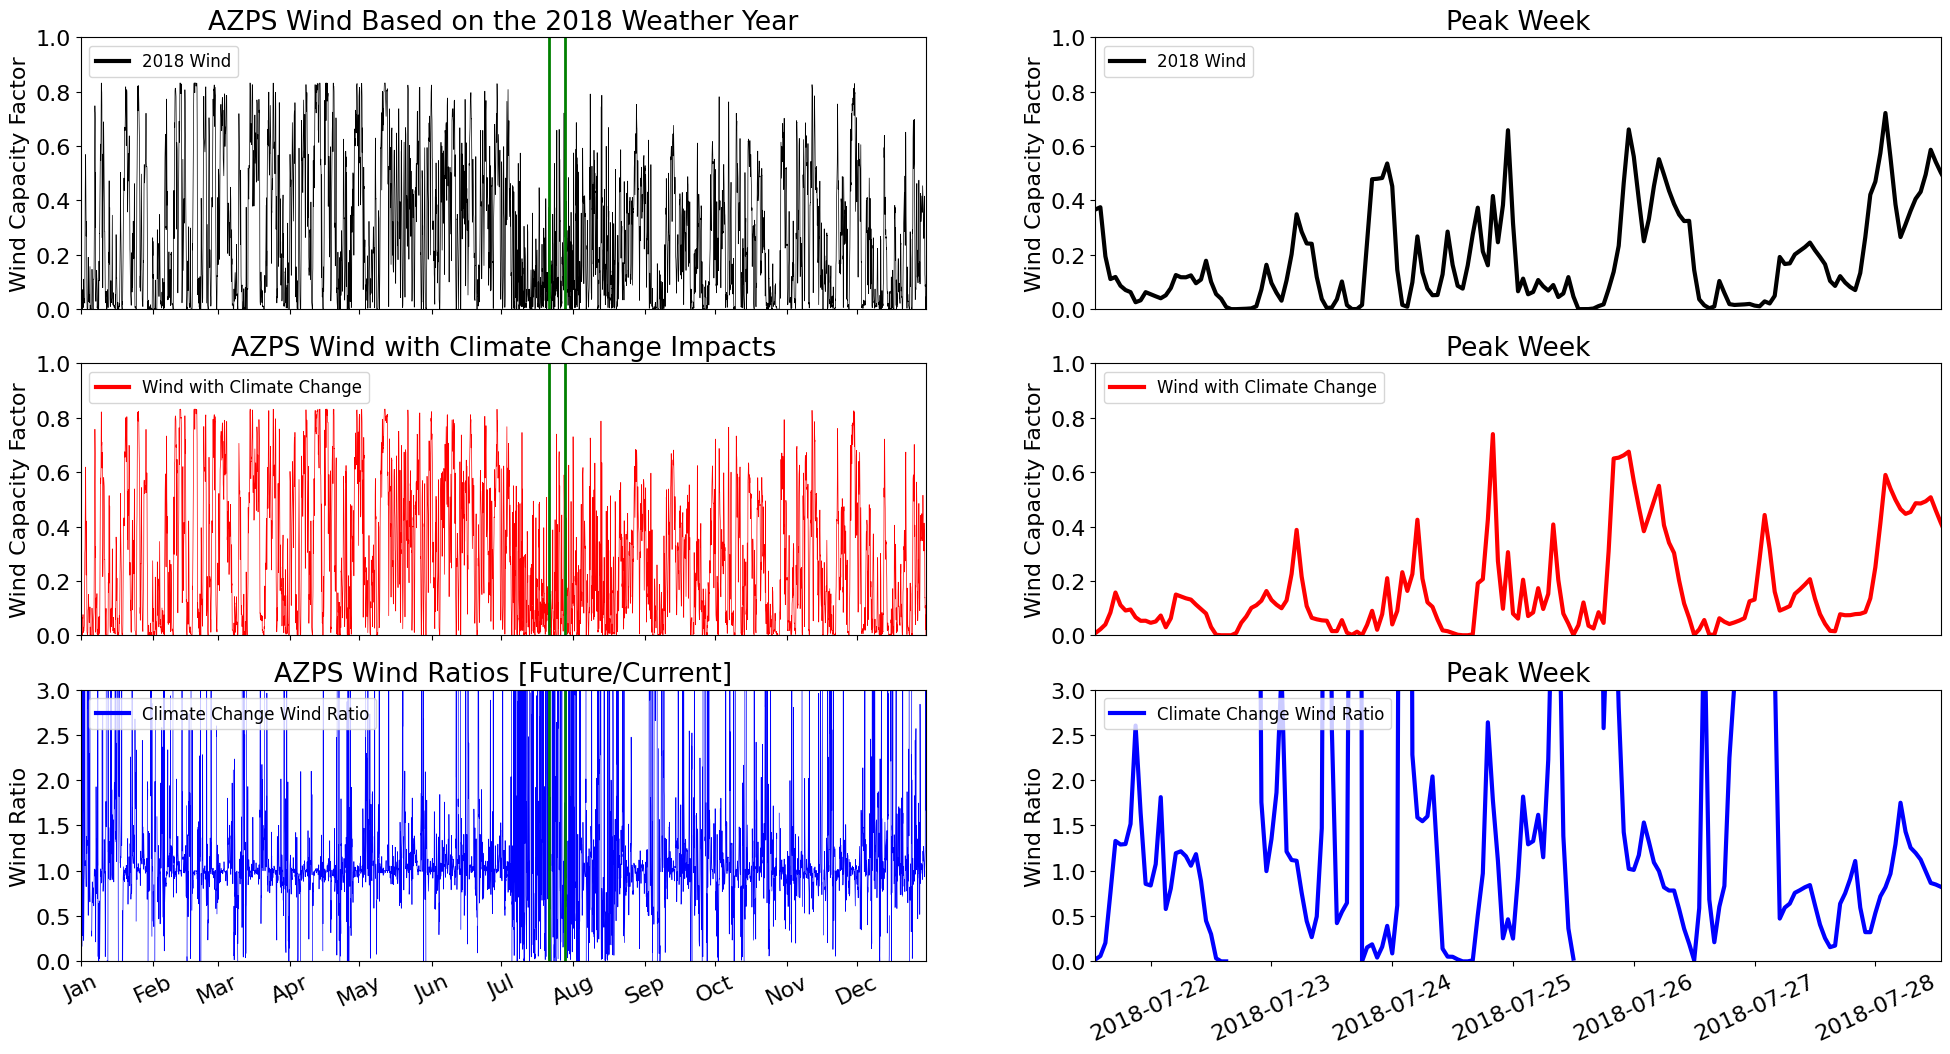 AZPS Wind Based on the 2018 Weather Year
Wind Capacity Factor
1.0
0.8
0.6
0.4
0.2
0.0
2018 Wind
Peak Week
Wind Capacity Factor
1.0
0.8
0.6
0.4
0.2
0.0
2018 Wind
AZPS Wind with Climate Change Impacts
Wind Capacity Factor
1.0
0.8
0.6
0.4
0.2
0.0
Wind with Climate Change
Peak Week
Wind Capacity Factor
1.0
0.8
0.6
0.4
0.2
0.0
Wind with Climate Change
AZPS Wind Ratios [Future/Current]
Wind Ratio
3.0
2.5
2.0
1.5
1.0
0.5
0.0
Climate Change Wind Ratio
Jan
Feb
Mar
Apr
May
Jun
Jul
Aug
Sep
Oct
Nov
Dec
Peak Week
Wind Ratio
3.0
2.5
2.0
1.5
1.0
0.5
0.0
Climate Change Wind Ratio
2018-07-22
2018-07-23
2018-07-24
2018-07-25
2018-07-26
2018-07-27
2018-07-28